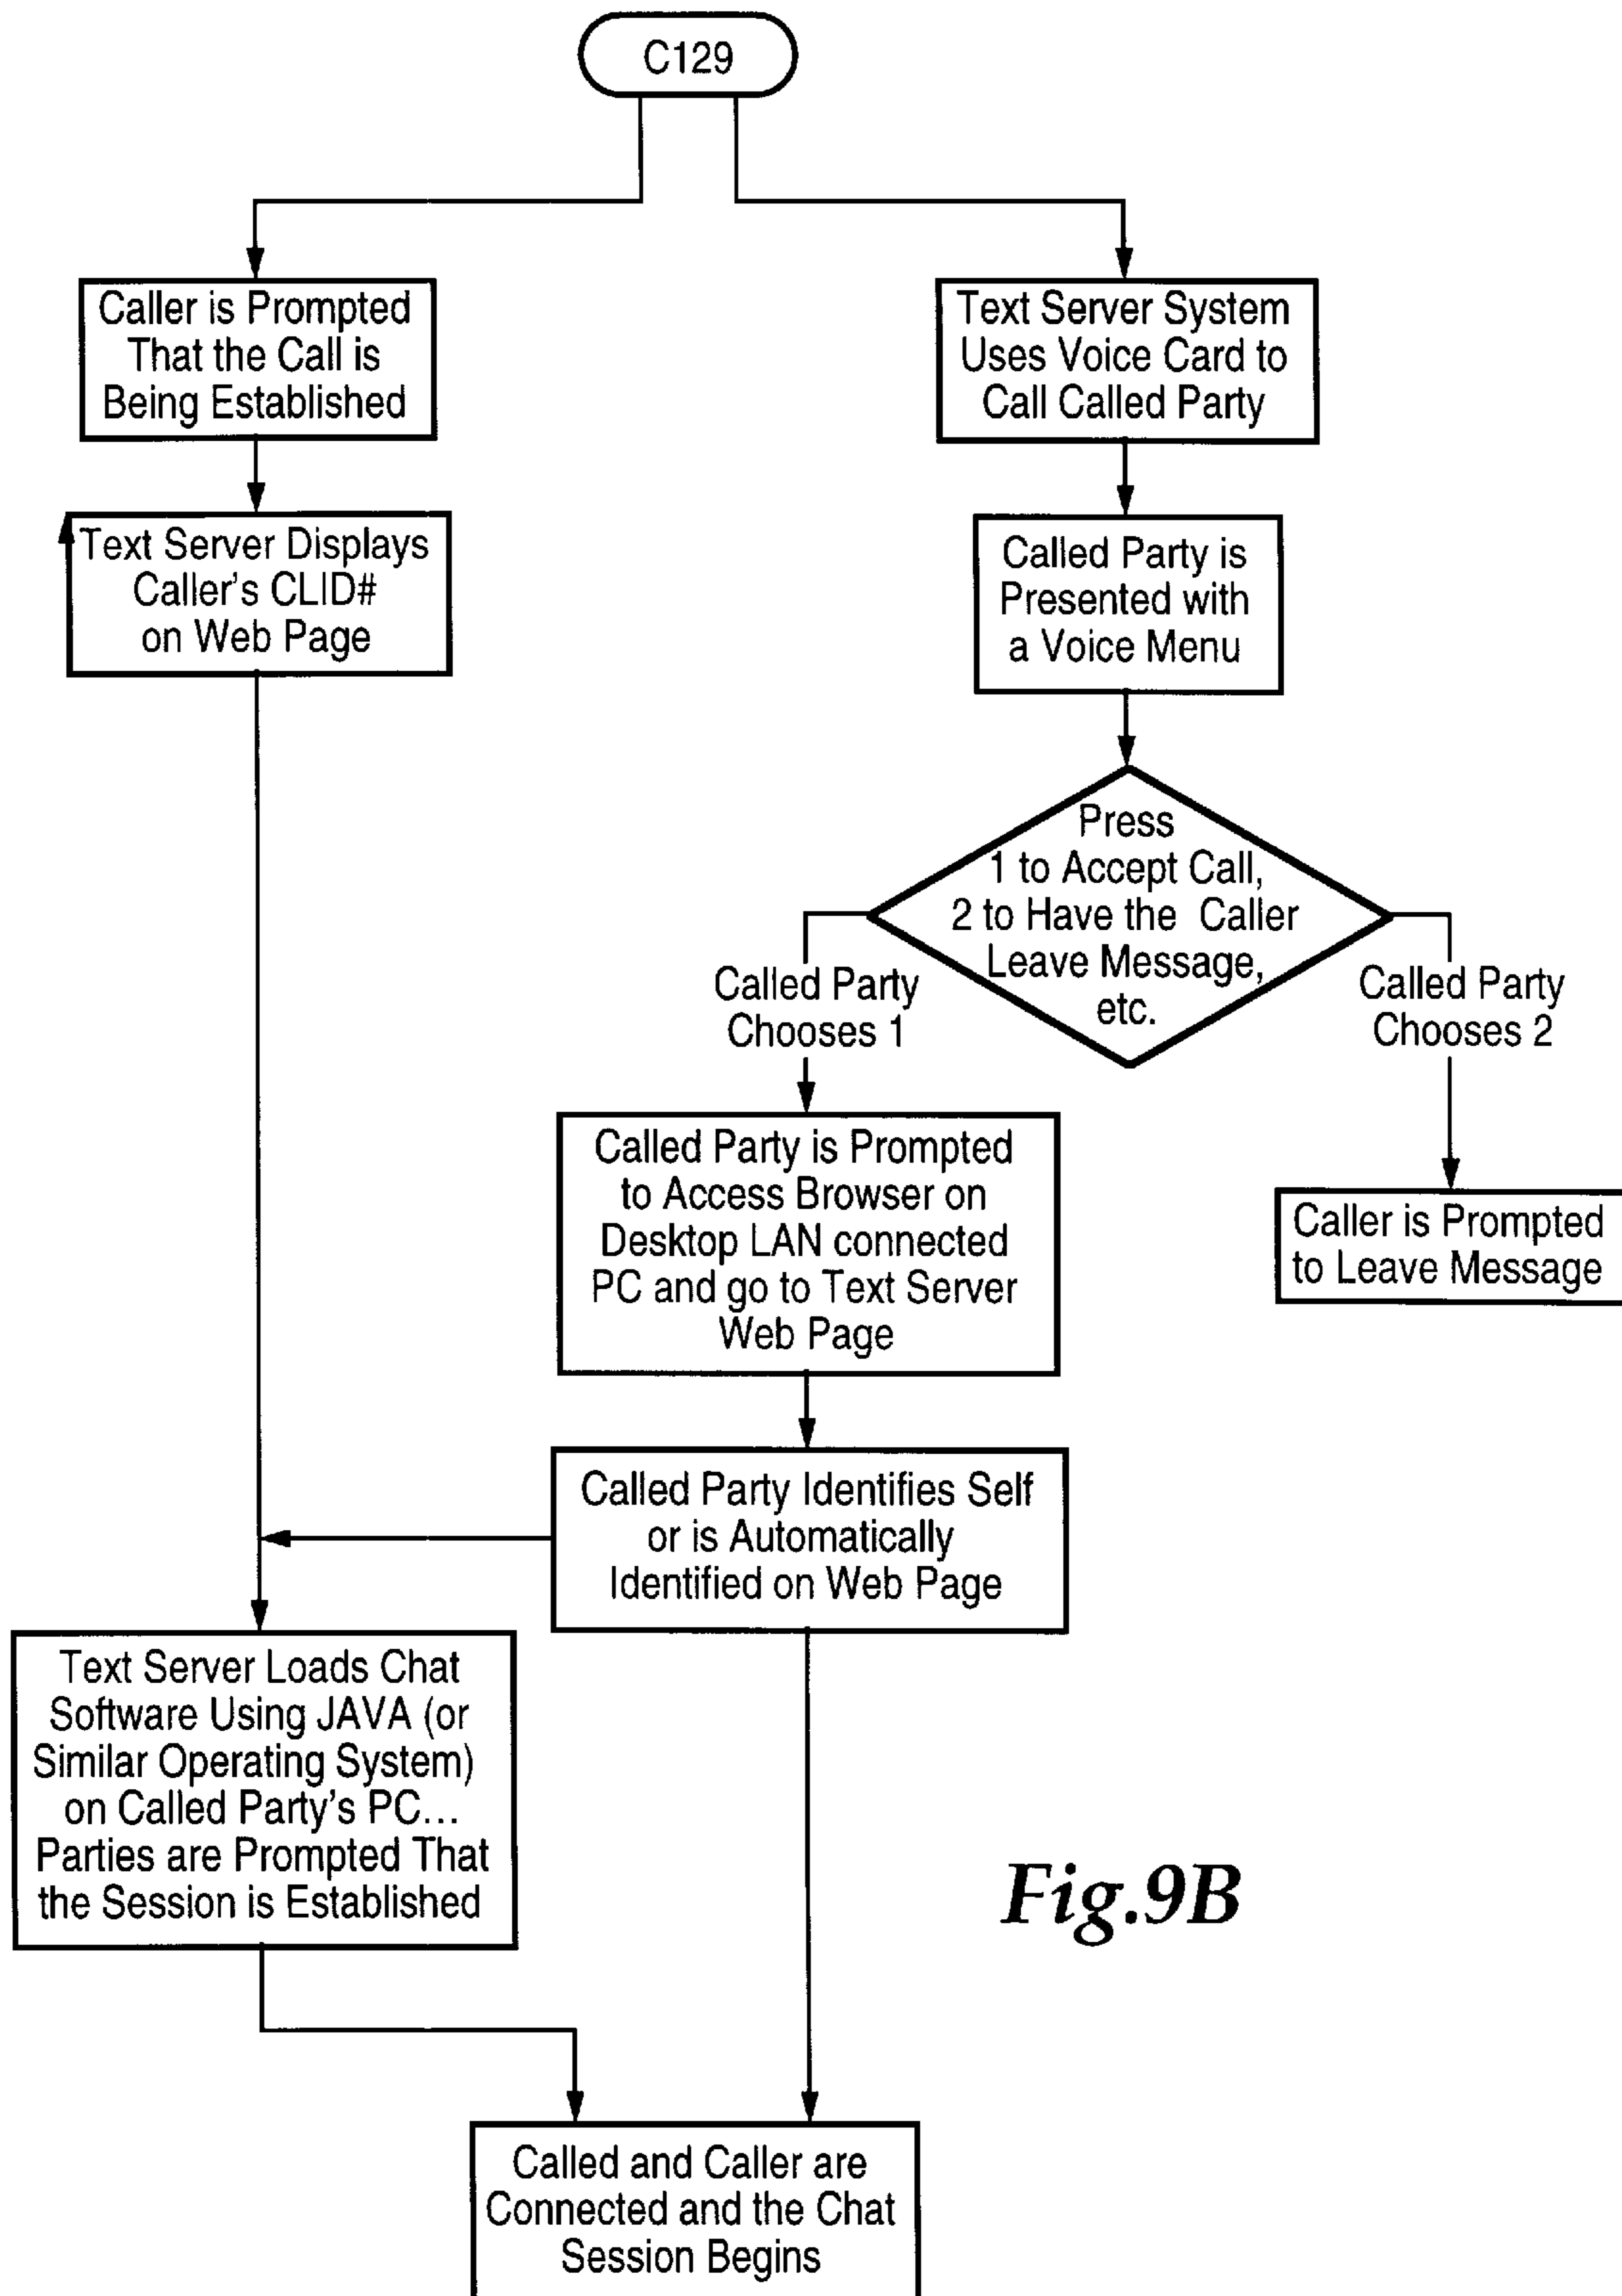 C129
Caller is Prompted
That the Call is
Being Established
Text Server System
Uses Voice Card to
Call Called Party
Text Server Displays
Caller's CLID#
on Web Page
Called Party is
Presented with
a Voice Menu
Press
1 to Accept Call,
2 to Have the Caller
Leave Message,
etc.
Called Party
Chooses 1
Called Party
Chooses 2
Called Party is Prompted
to Access Browser on
Desktop LAN connected
PC and go to Text Server
Web Page
Caller is Prompted
to Leave Message
Called Party Identifies Self
or is Automatically
Identified on Web Page
Text Server Loads Chat
Software Using JAVA (or
Similar Operating System)
on Called Party's PC...
Parties are Prompted That
the Session is Established
Fig.9B
Called and Caller are
Connected and the Chat
Session Begins